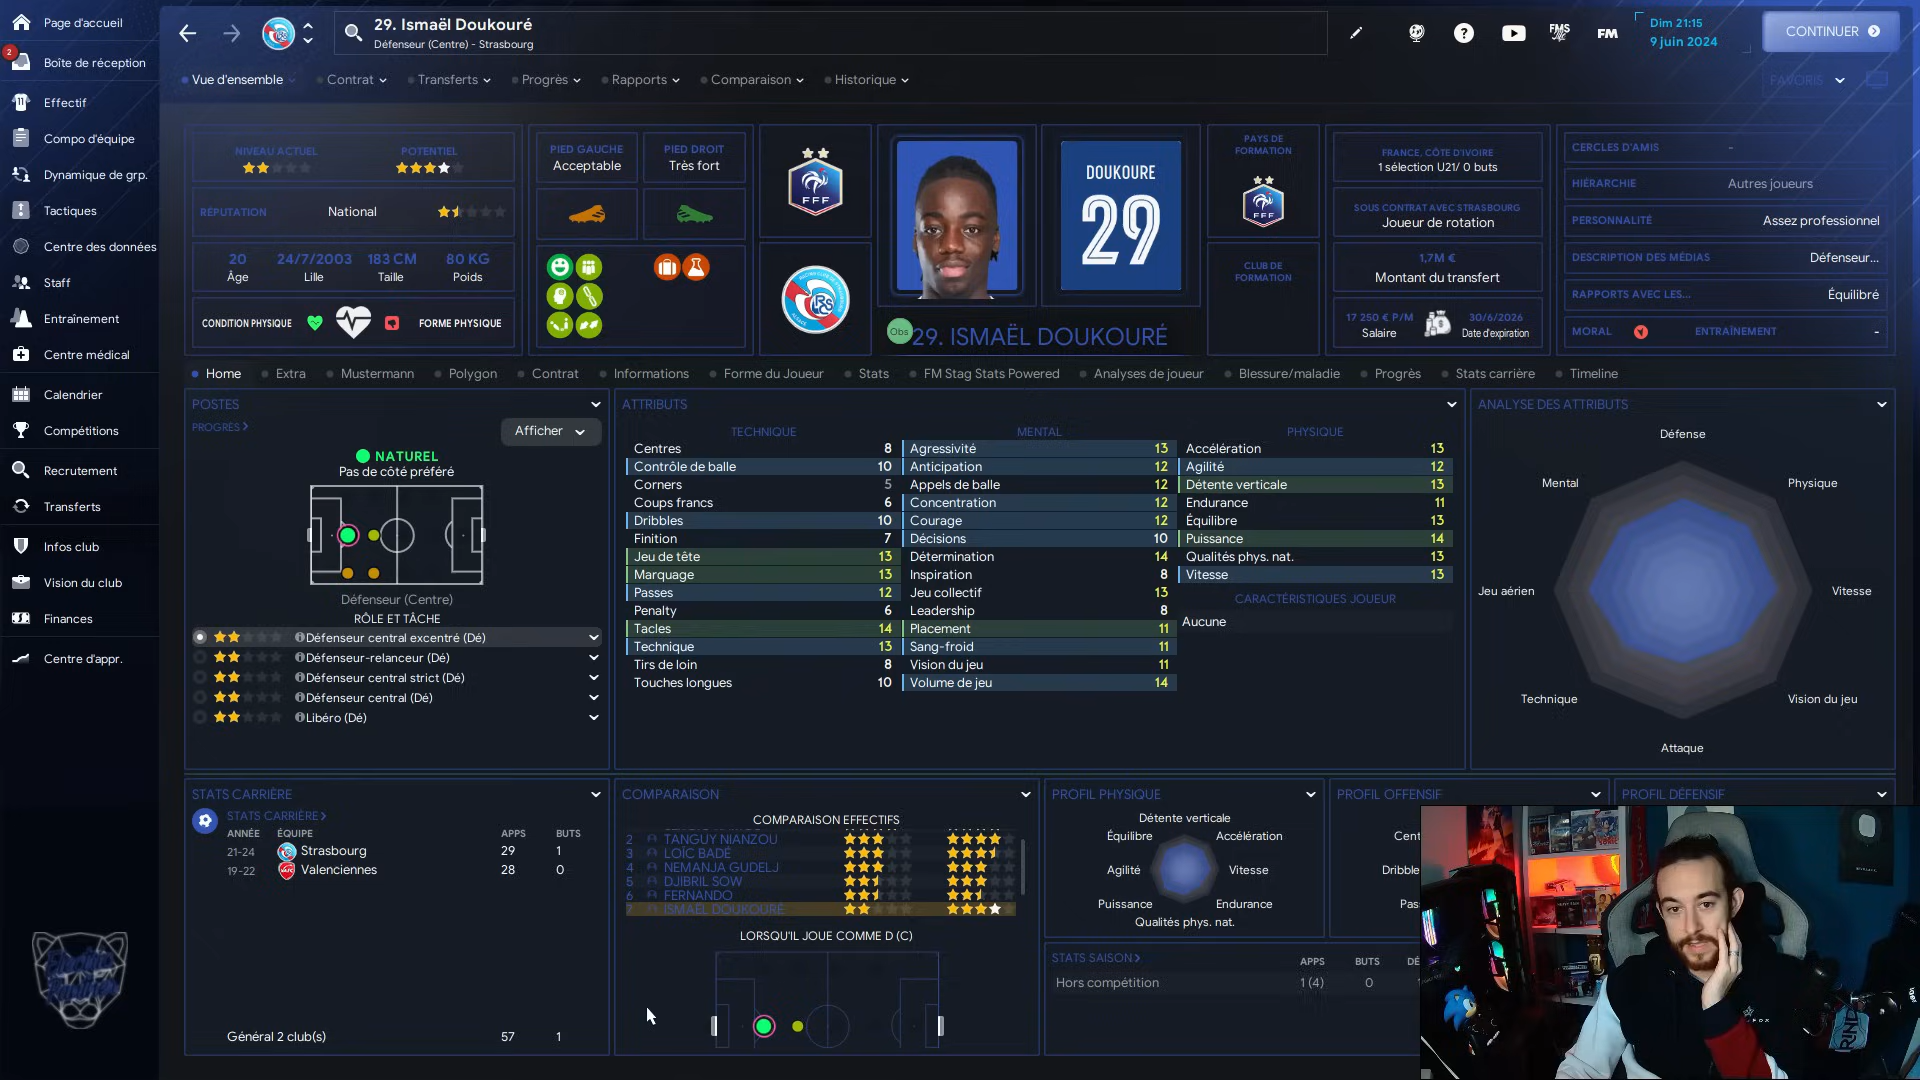 Page d'accueil
2
Boîte de réception
Effectif
Compo d'équipe
Dynamique de grp.
Tactiques
Centre des données
Staff
Entraînement
Centre médical
Calendrier
Compétitions
Recrutement
Transferts
Infos club
Vision du club
Finances
Centre d'appr.
29. Ismaël Doukouré
Défenseur (Centre) - Strasbourg
FMS
FM
Dim 21:15
9 juin 2024
CONTINUER
Vue d'ensemble
Contrat
Transferts
Progrès
Rapports
Comparaison
Historique
FAVORIS
NIVEAU ACTUEL
POTENTIEL
RÉPUTATION
National
20
24/7/2003
183 CM
80 KG
Âge
Lille
Taille
Poids
CONDITION PHYSIQUE
FORME PHYSIQUE
PIED GAUCHE
Acceptable
PIED DROIT
Très fort
FFF
DOUKOURE
29
Obs
29. ISMAËL DOUKOURÉ
PAYS DE FORMATION
FFF
CLUB DE FORMATION
FRANCE, CÔTE D'IVOIRE
1 sélection U21/ 0 buts
SOUS CONTRAT AVEC STRASBOURG
Joueur de rotation
1,7M €
Montant du transfert
17 250 € P/M
Salaire
30/6/2026
Date d'expiration
CERCLES D'AMIS -
HIÉRARCHIE Autres joueurs
PERSONNALITÉ Assez professionnel
DESCRIPTION DES MÉDIAS Défenseur...
RAPPORTS AVEC LES... Équilibré
MORAL ENTRAÎNEMENT -
Home
Extra
Mustermann
Polygon
Contrat
Informations
Forme du Joueur
Stats
FM Stag Stats Powered
Analyses de joueur
Blessure/maladie
Progrès
Stats carrière
Timeline
POSTES
PROGRÈS
Afficher
NATUREL
Pas de côté préféré
Défenseur (Centre)
RÔLE ET TÂCHE
Défenseur central excentré (Dé)
Défenseur-relanceur (Dé)
Défenseur central strict (Dé)
Défenseur central (Dé)
Libéro (Dé)
ATTRIBUTS
TECHNIQUE
Centres 8
Contrôle de balle 10
Corners 5
Coups francs 6
Dribbles 10
Finition 7
Jeu de tête 13
Marquage 13
Passes 12
Penalty 6
Tacles 14
Technique 13
Tirs de loin 8
Touches longues 10
MENTAL
Agressivité 13
Anticipation 12
Appels de balle 12
Concentration 12
Courage 12
Décisions 10
Détermination 14
Inspiration 8
Jeu collectif 13
Leadership 8
Placement 11
Sang-froid 11
Vision du jeu 11
Volume de jeu 14
PHYSIQUE
Accélération 13
Agilité 12
Détente verticale 13
Endurance 11
Équilibre 13
Puissance 14
Qualités phys. nat. 13
Vitesse 13
CARACTÉRISTIQUES JOUEUR
Aucune
ANALYSE DES ATTRIBUTS
Défense
Mental
Physique
Jeu aérien
Vitesse
Technique
Vision du jeu
Attaque
STATS CARRIÈRE
STATS CARRIÈRE
ANNÉE ÉQUIPE APPS BUTS
21-24 Strasbourg 29 1
19-22 Valenciennes 28 0
Général 2 club(s) 57 1
COMPARAISON
COMPARAISON EFFECTIFS
2 TANGUY NIANZOU
3 LOÏC BADÉ
4 NEMANJA GUDELJ
5 DJIBRIL SOW
6 FERNANDO
7 ISMAËL DOUKOURÉ
LORSQU'IL JOUE COMME D (C)
PROFIL PHYSIQUE
Détente verticale
Équilibre
Accélération
Agilité
Vitesse
Puissance
Endurance
Qualités phys. nat.
PROFIL OFFENSIF
Cent
Dribble
Pas
PROFIL DÉFENSIF
STATS SAISON
APPS BUTS DÉ
Hors compétition 1 (4) 0